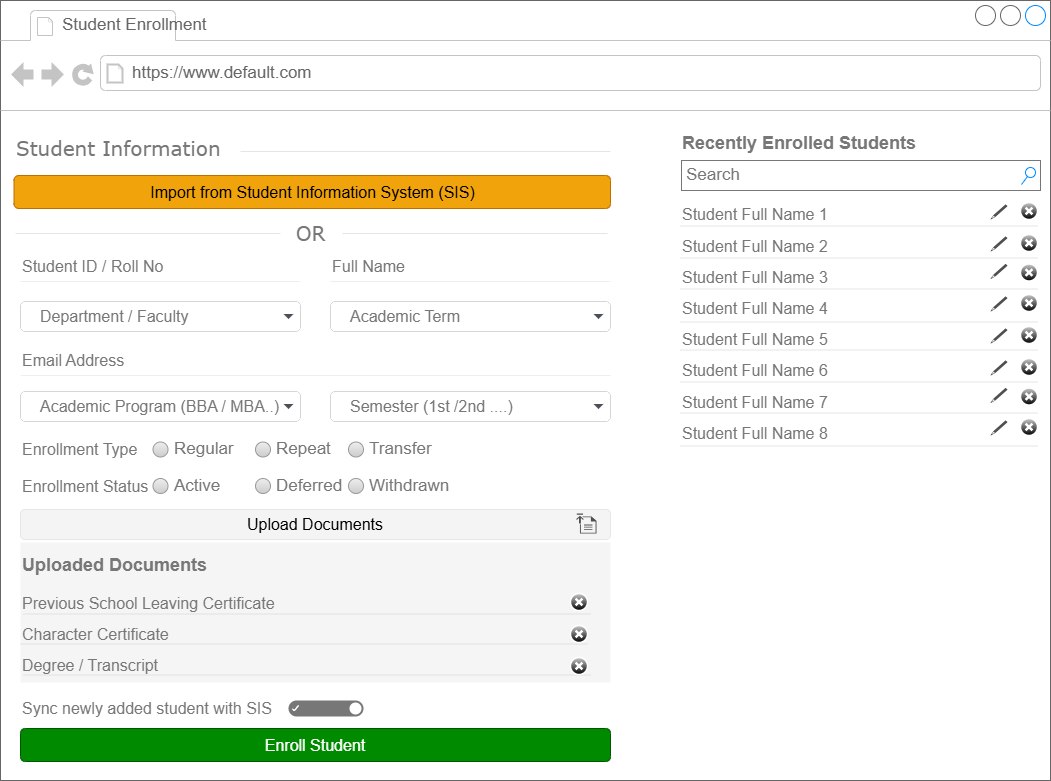 Student Enrollment
https://www.default.com
Student Information
Import from Student Information System (SIS)
OR
Student ID / Roll No
Full Name
Department / Faculty
Academic Term
Email Address
Academic Program (BBA / MBA..)
Semester (1st /2nd ....)
Enrollment Type
Regular
Repeat
Transfer
Enrollment Status
Active
Deferred
Withdrawn
Upload Documents
Uploaded Documents
Previous School Leaving Certificate
Character Certificate
Degree / Transcript
Sync newly added student with SIS
Enroll Student
Recently Enrolled Students
Search
Student Full Name 1
Student Full Name 2
Student Full Name 3
Student Full Name 4
Student Full Name 5
Student Full Name 6
Student Full Name 7
Student Full Name 8